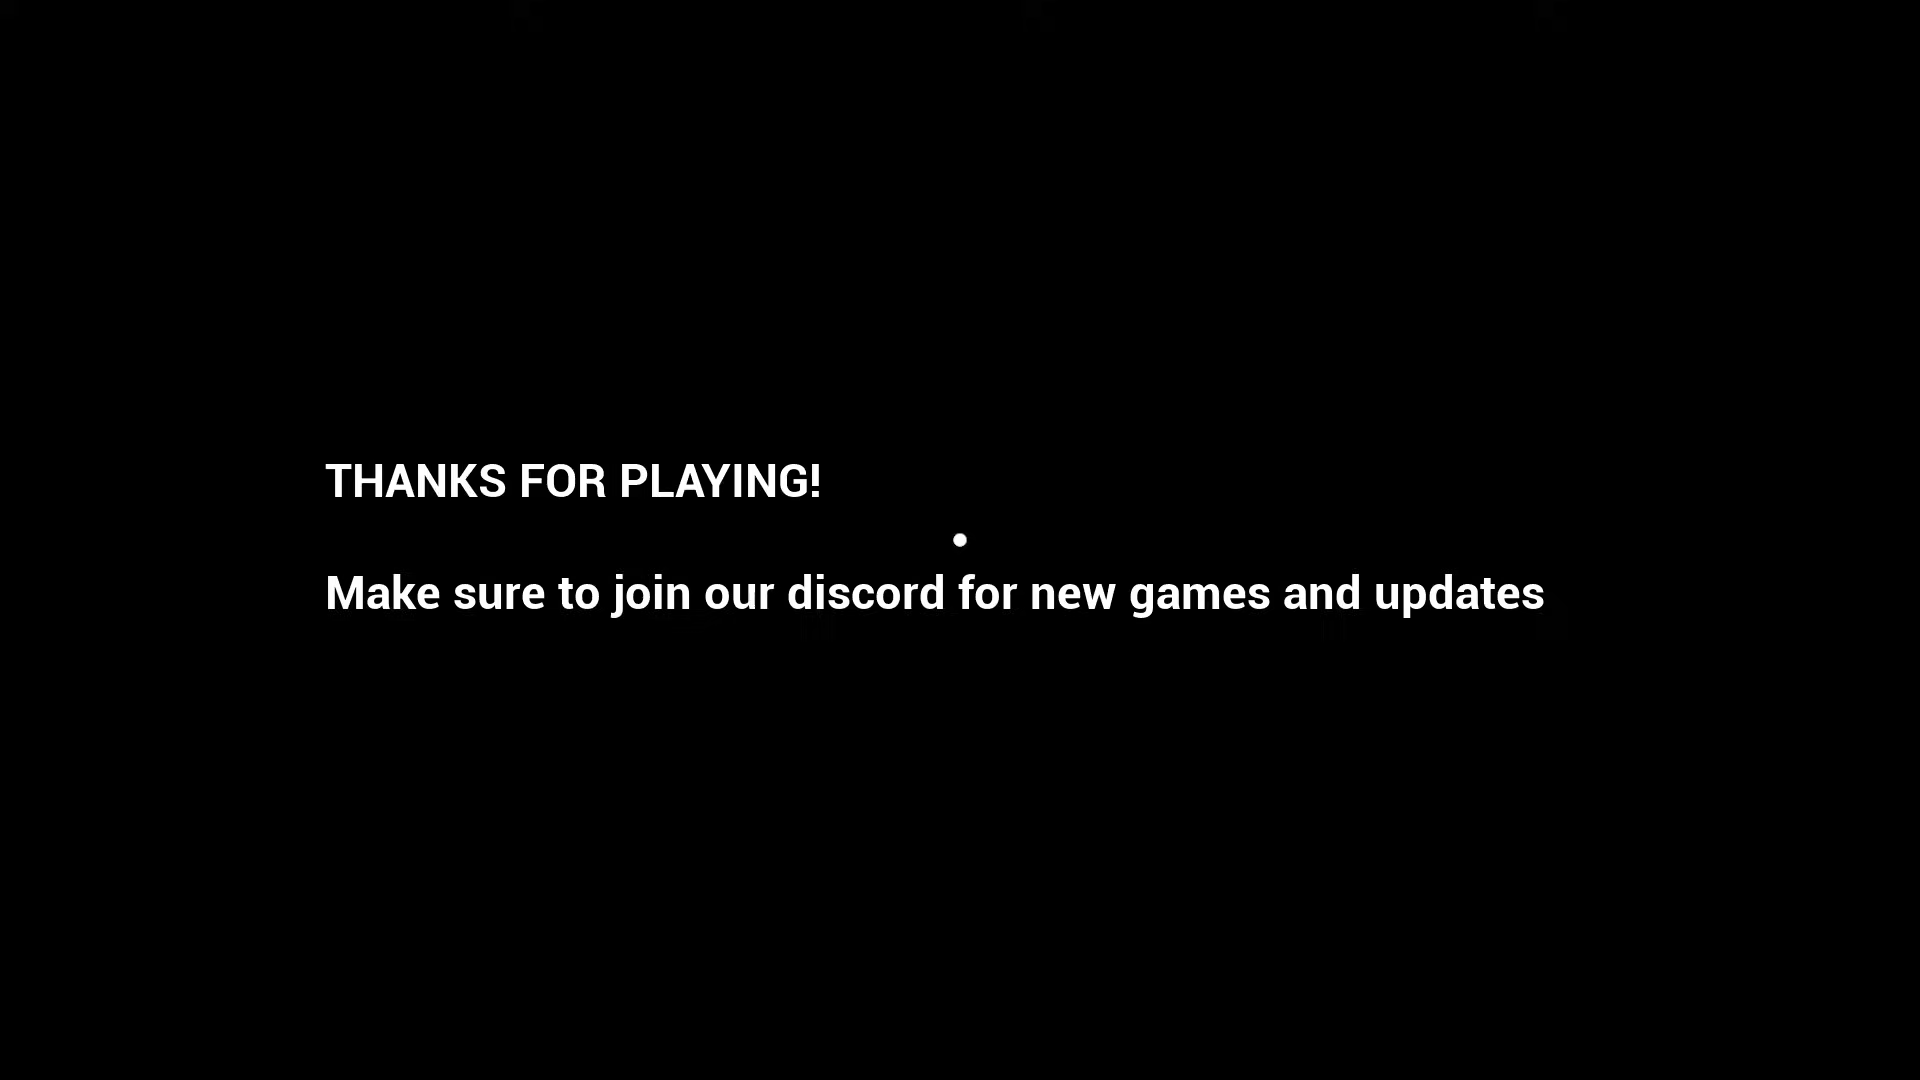 THANKS FOR PLAYING!
Make sure to join our discord for new games and updates